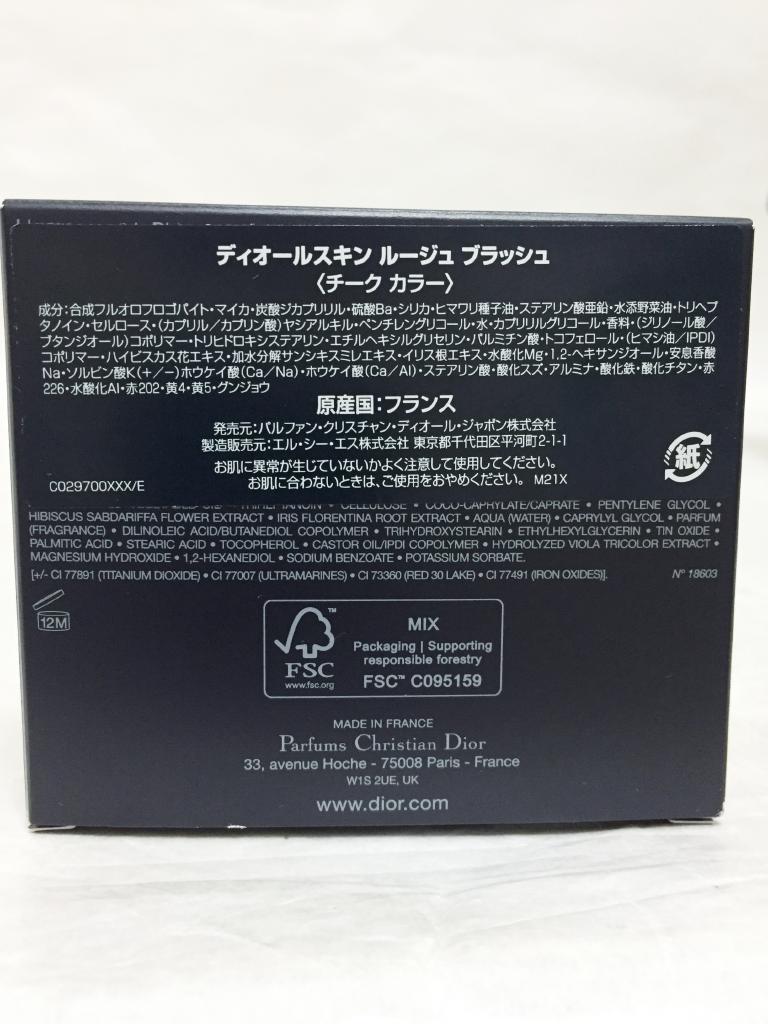 ディオールスキン ルージュ ブラッシュ
〈チーク カラー〉
成分：合成フルオロフロゴパイト・マイカ・炭酸ジカプリリル・硫酸Ba・シリカ・ヒマワリ種子油・ステアリン酸亜鉛・水添野菜油・トリヘプ
タノイン・セルロース・（カプリル／カプリン酸）ヤシアルキル・ペンチレングリコール・水・カプリリルグリコール・香料・（ジリノール酸／
ブタンジオール）コポリマー・トリヒドロキシステアリン・エチルヘキシルグリセリン・パルミチン酸・トコフェロール・（ヒマシ油／IPDI）
コポリマー・ハイビスカス花エキス・加水分解サンシキスミレエキス・イリス根エキス・水酸化Mg・1,2-ヘキサンジオール・安息香酸
Na・ソルビン酸K（＋／－）ホウケイ酸（Ca／Na）・ホウケイ酸（Ca／Al）・ステアリン酸・酸化スズ・アルミナ・酸化鉄・酸化チタン・赤
226・水酸化Al・赤202・黄4・黄5・グンジョウ
原産国：フランス
発売元：パルファン・クリスチャン・ディオール・ジャポン株式会社
製造販売元：エル・シー・エス株式会社 東京都千代田区平河町2-1-1
お肌に異常が生じていないかよく注意して使用してください。
お肌に合わないときは、ご使用をおやめください。 M21X
C029700XXX/E
紙
CELLULOSE • COCO-CAPRYLATE/CAPRATE • PENTYLENE GLYCOL •
HIBISCUS SABDARIFFA FLOWER EXTRACT • IRIS FLORENTINA ROOT EXTRACT • AQUA (WATER) • CAPRYLYL GLYCOL • PARFUM
(FRAGRANCE) • DILINOLEIC ACID/BUTANEDIOL COPOLYMER • TRIHYDROXYSTEARIN • ETHYLHEXYLGLYCERIN • TIN OXIDE •
PALMITIC ACID • STEARIC ACID • TOCOPHEROL • CASTOR OIL/IPDI COPOLYMER • HYDROLYZED VIOLA TRICOLOR EXTRACT •
MAGNESIUM HYDROXIDE • 1,2-HEXANEDIOL • SODIUM BENZOATE • POTASSIUM SORBATE.
[+/- CI 77891 (TITANIUM DIOXIDE) • CI 77007 (ULTRAMARINES) • CI 73360 (RED 30 LAKE) • CI 77491 (IRON OXIDES)]. N° 18603
12M
FSC
www.fsc.org
MIX
Packaging | Supporting
responsible forestry
FSC™ C095159
MADE IN FRANCE
Parfums Christian Dior
33, avenue Hoche - 75008 Paris - France
W1S 2UE, UK
www.dior.com